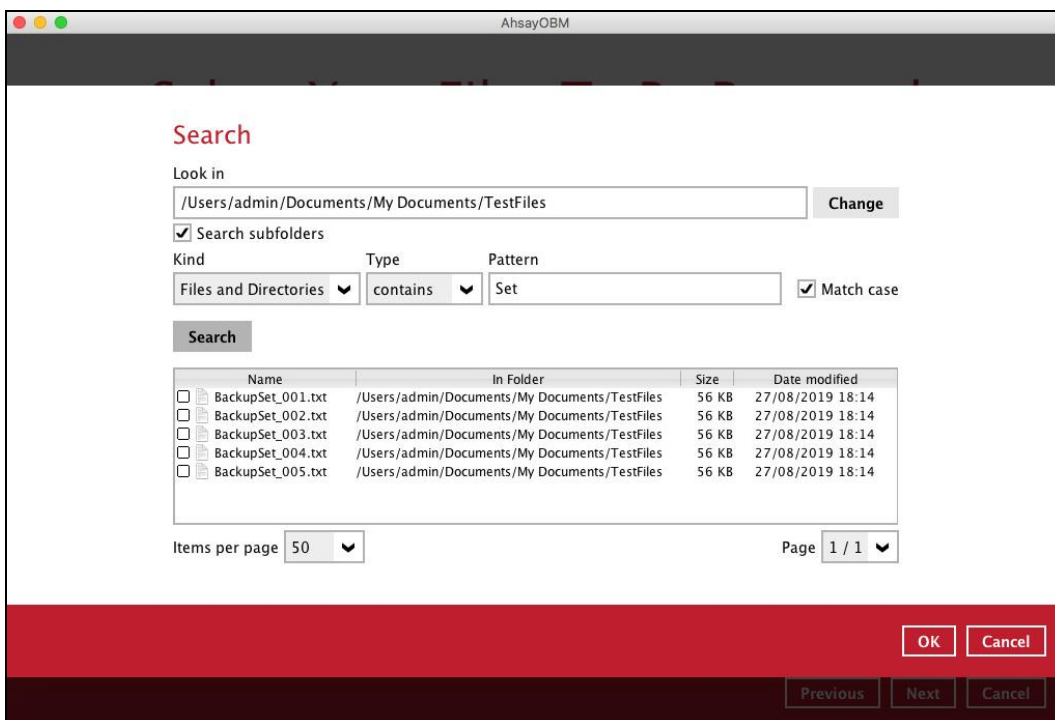 AhsayOBM
Search
Look in
/Users/admin/Documents/My Documents/TestFiles Change
Search subfolders
Kind Type Pattern
Files and Directories contains Set Match case
Search
Name In Folder Size Date modified
BackupSet_001.txt /Users/admin/Documents/My Documents/TestFiles 56 KB 27/08/2019 18:14
BackupSet_002.txt /Users/admin/Documents/My Documents/TestFiles 56 KB 27/08/2019 18:14
BackupSet_003.txt /Users/admin/Documents/My Documents/TestFiles 56 KB 27/08/2019 18:14
BackupSet_004.txt /Users/admin/Documents/My Documents/TestFiles 56 KB 27/08/2019 18:14
BackupSet_005.txt /Users/admin/Documents/My Documents/TestFiles 56 KB 27/08/2019 18:14
Items per page 50 Page 1 / 1
OK Cancel
Previous Next Cancel